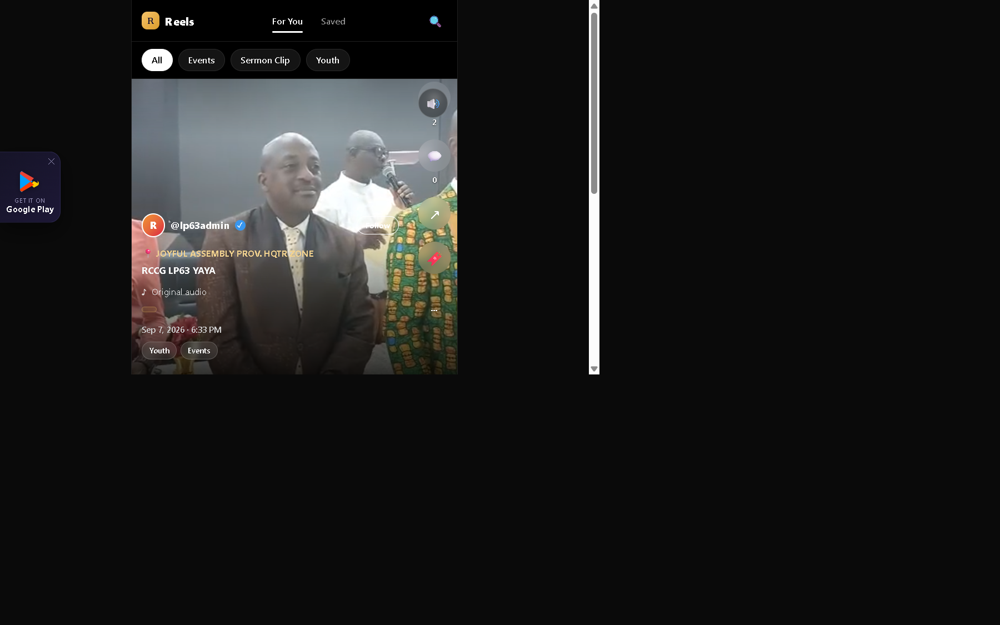 R Reels For You Saved
All Events Sermon Clip Youth
2
0
GET IT ON
Google Play
R @lp63admin Follow
JOYFUL ASSEMBLY PROV. HQTR ZONE
RCCG LP63 YAYA
Original audio
Sep 7, 2026 · 6:33 PM
Youth Events